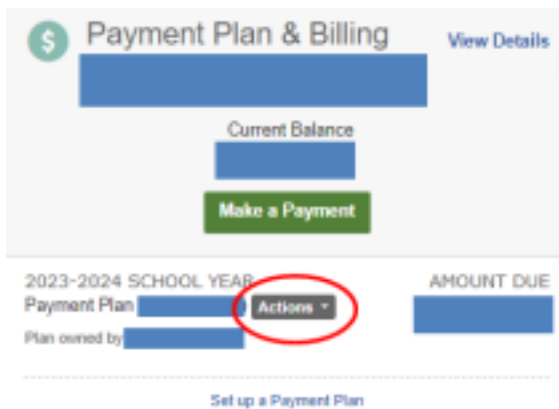 $
Payment Plan & Billing
View Details
Current Balance
Make a Payment
2023-2024 SCHOOL YEAR
AMOUNT DUE
Payment Plan
Actions
Plan owned by
Set up a Payment Plan